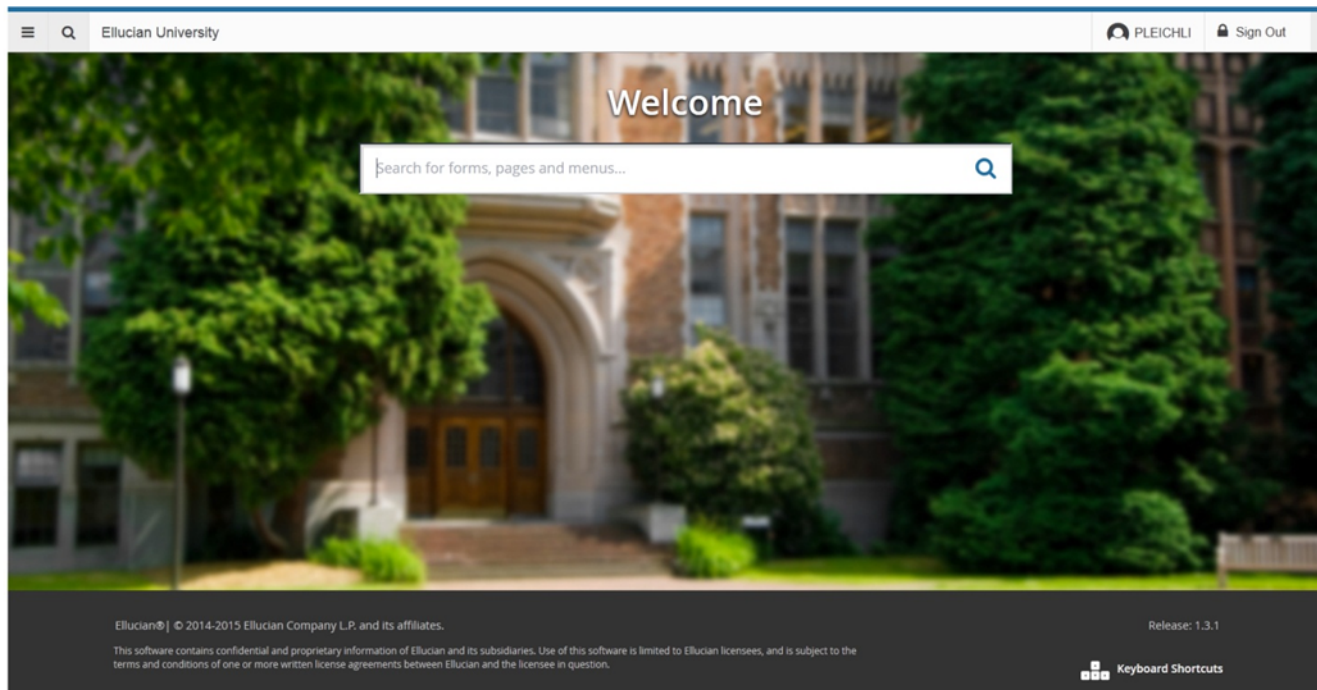 Ellucian University
PLEICHLI
Sign Out
Welcome
Search for forms, pages and menus...
Ellucian®| © 2014-2015 Ellucian Company L.P. and its affiliates.
Release: 1.3.1
This software contains confidential and proprietary information of Ellucian and its subsidiaries. Use of this software is limited to Ellucian licensees, and is subject to the
terms and conditions of one or more written license agreements between Ellucian and the licensee in question.
Keyboard Shortcuts